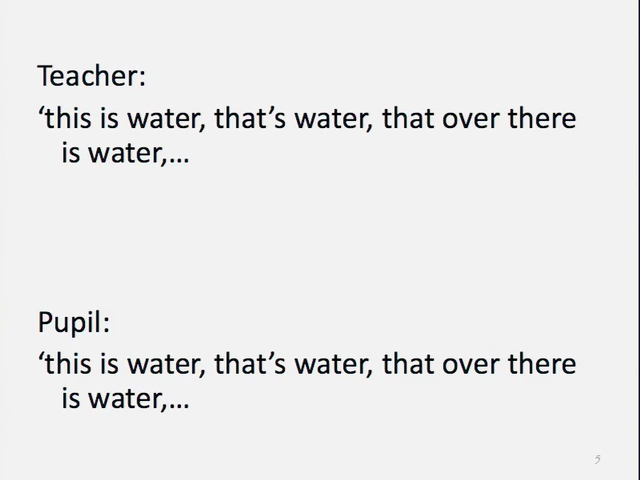 Teacher:
‘this is water, that’s water, that over there
is water,...
Pupil:
‘this is water, that’s water, that over there
is water,...
5